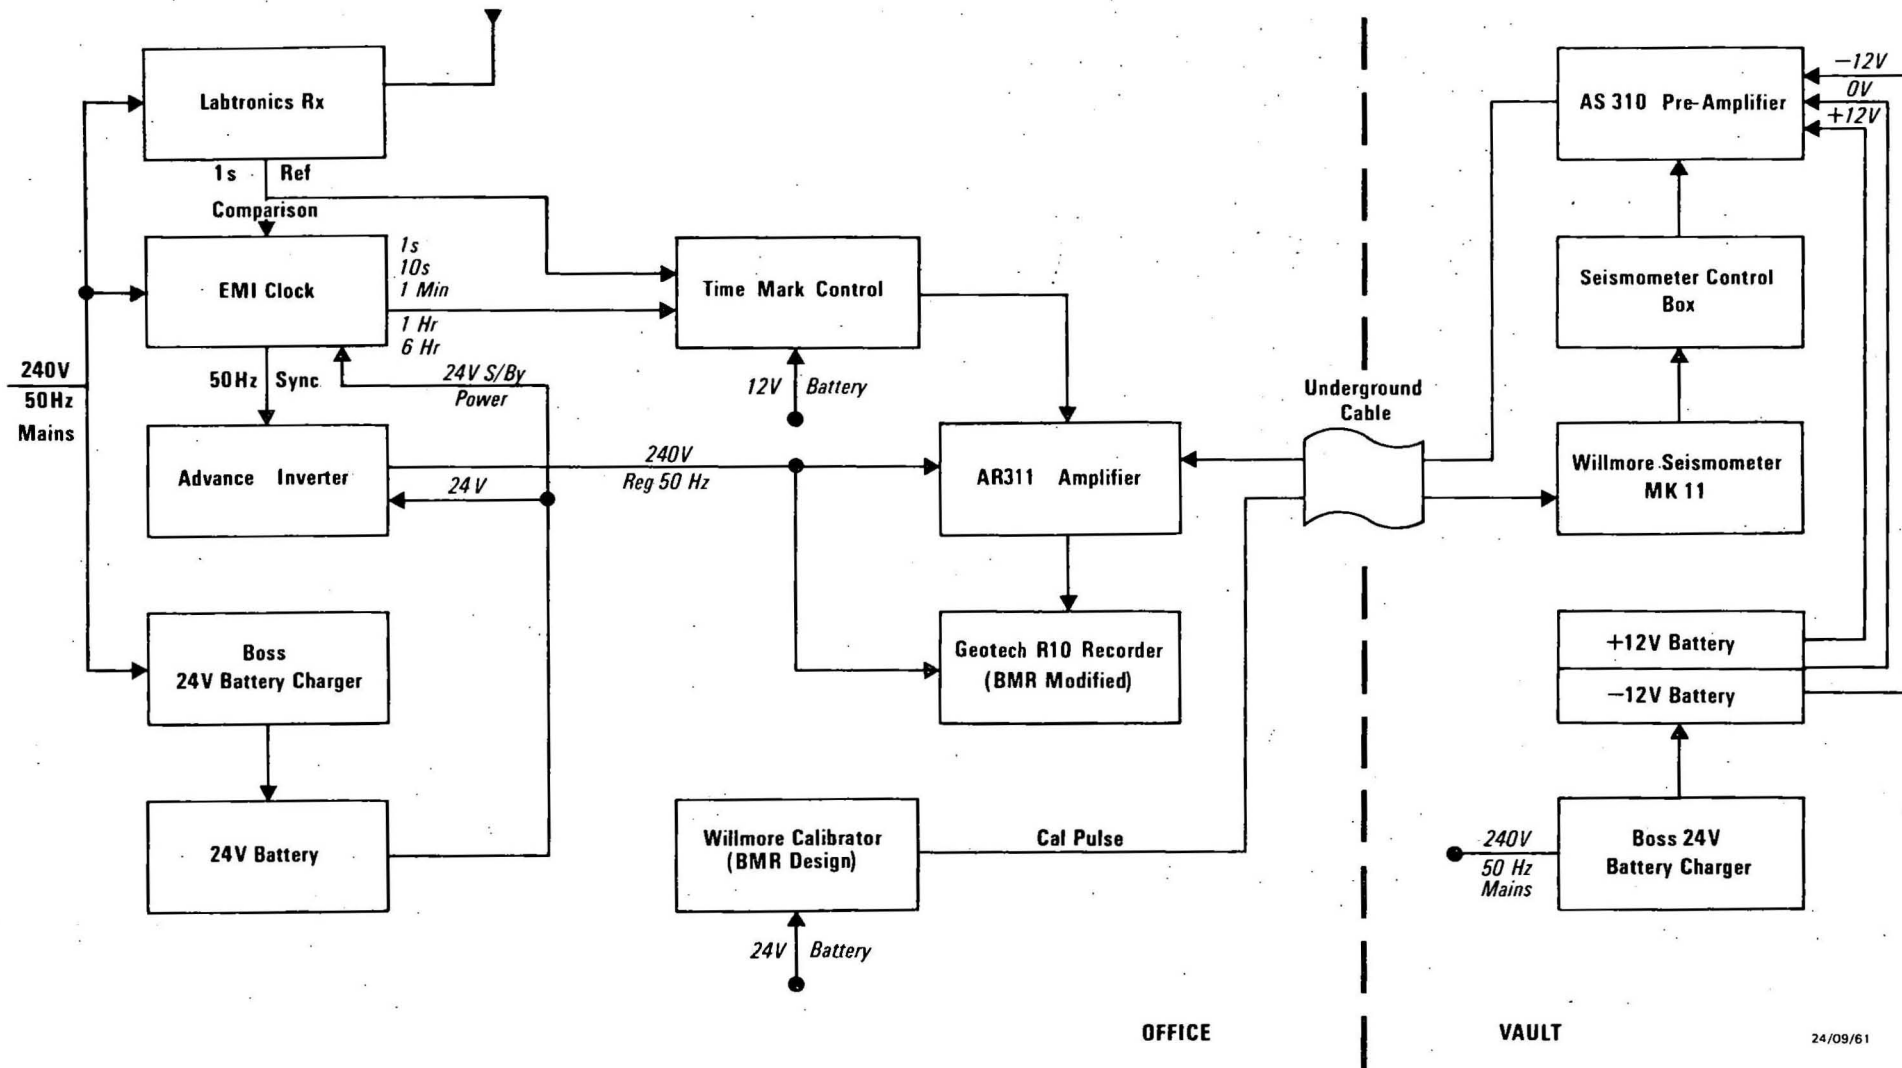 Labtronics Rx
1s Ref
Comparison
EMI Clock
1s
10s
1 Min
1 Hr
6 Hr
240V
50Hz
Mains
50Hz Sync
24V S/By
Power
Advance Inverter
24V
240V
Reg 50 Hz
Boss
24V Battery Charger
24V Battery
Time Mark Control
12V Battery
AR311 Amplifier
Geotech R10 Recorder
(BMR Modified)
Willmore Calibrator
(BMR Design)
Cal Pulse
24V Battery
Underground
Cable
AS 310 Pre-Amplifier
−12V
0V
+12V
Seismometer Control
Box
Willmore Seismometer
MK 11
+12V Battery
−12V Battery
Boss 24V
Battery Charger
240V
50 Hz
Mains
OFFICE
VAULT
24/09/61